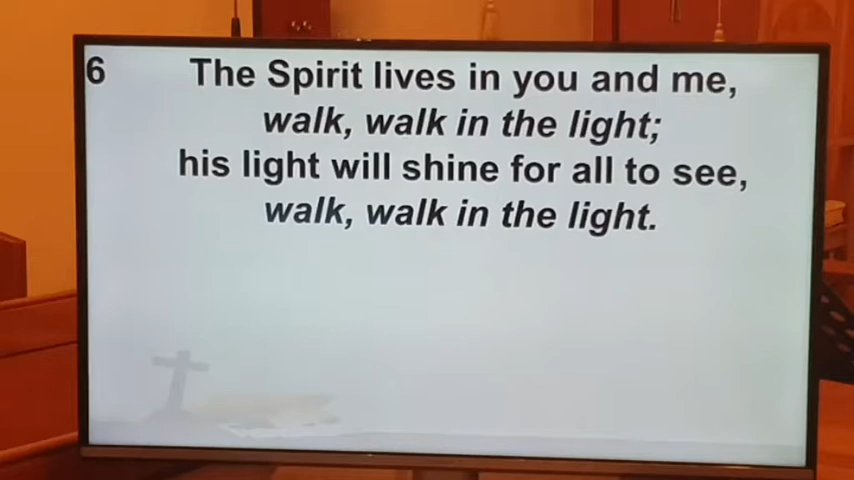 6 The Spirit lives in you and me,
walk, walk in the light;
his light will shine for all to see,
walk, walk in the light.